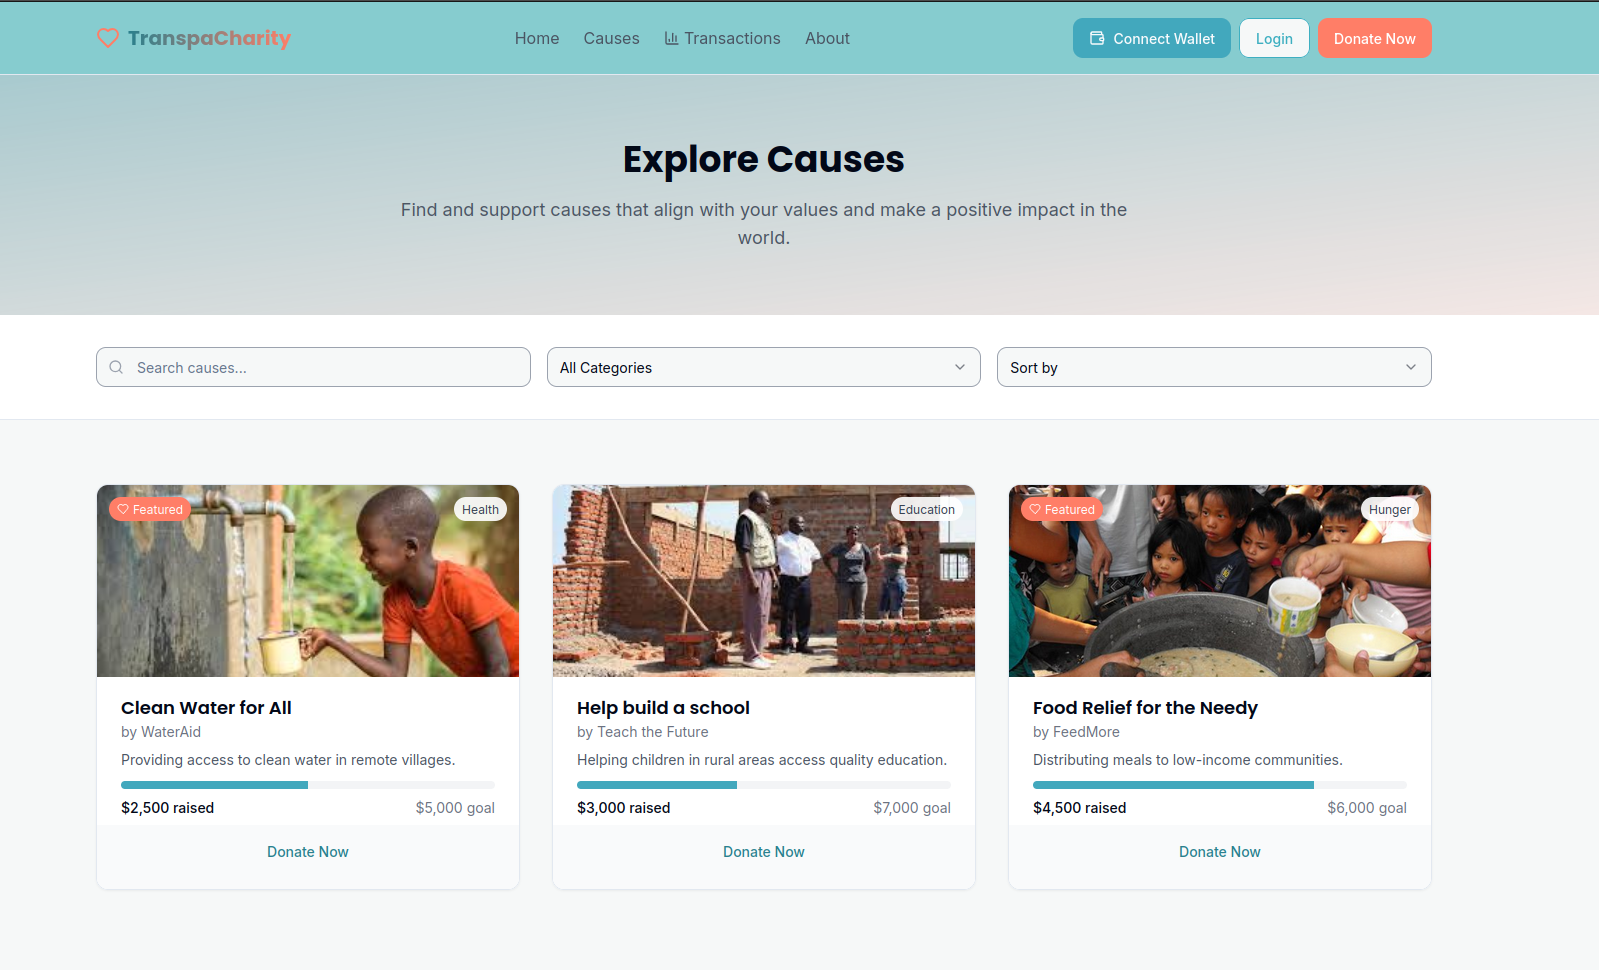 TranspaCharity
Home
Causes
Transactions
About
Connect Wallet
Login
Donate Now
Explore Causes
Find and support causes that align with your values and make a positive impact in the
world.
Search causes...
All Categories
Sort by
Featured
Health
Clean Water for All
by WaterAid
Providing access to clean water in remote villages.
$2,500 raised
$5,000 goal
Donate Now
Education
Help build a school
by Teach the Future
Helping children in rural areas access quality education.
$3,000 raised
$7,000 goal
Donate Now
Featured
Hunger
Food Relief for the Needy
by FeedMore
Distributing meals to low-income communities.
$4,500 raised
$6,000 goal
Donate Now